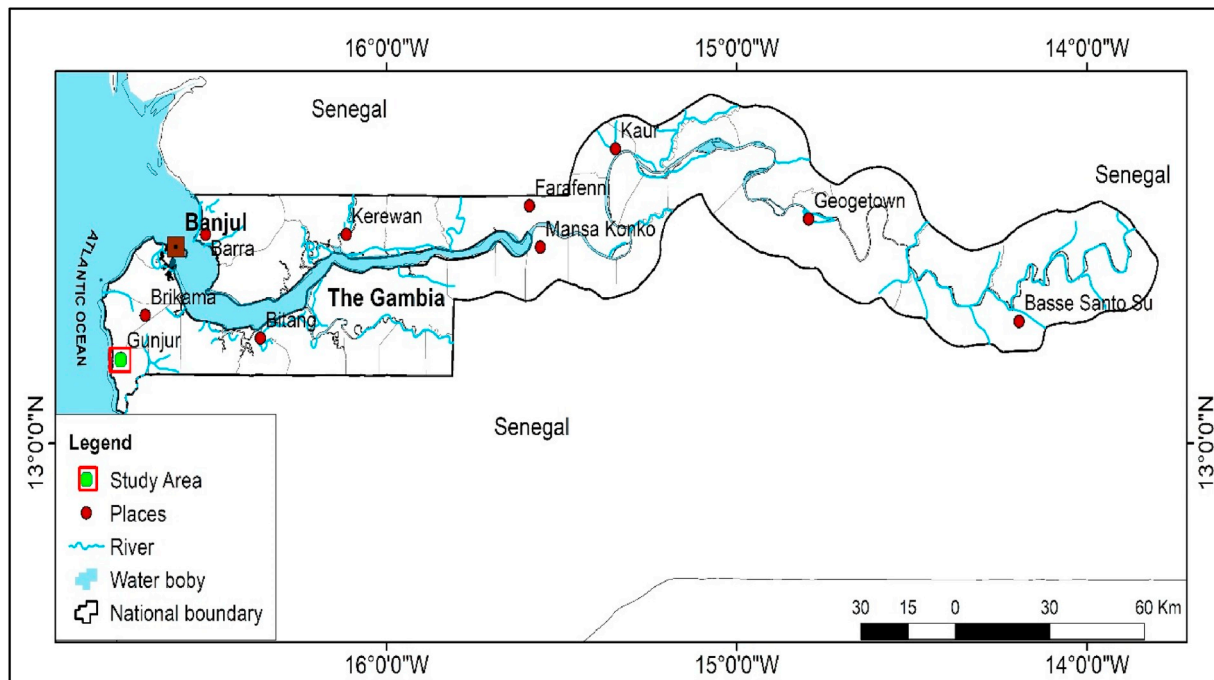 16°0'0"W
15°0'0"W
14°0'0"W
Senegal
Kaur
Senegal
Farafenni
Geogetown
Banjul
Kerewan
Mansa Konko
Barra
ATLANTIC OCEAN
Brikama
The Gambia
Basse Santo Su
Bitang
Gunjur
13°0'0"N
Senegal
13°0'0"N
Legend
Study Area
Places
River
Water boby
National boundary
30 15 0 30 60 Km
16°0'0"W
15°0'0"W
14°0'0"W